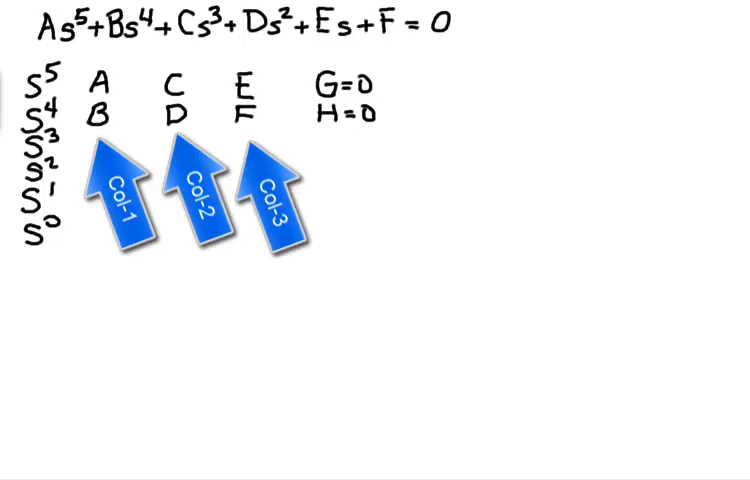 As⁵+Bs⁴+Cs³+Ds²+Es+F=0
S⁵ A C E G=0
S⁴ B D F H=0
S³
S²
S¹
S⁰
Col-1 Col-2 Col-3